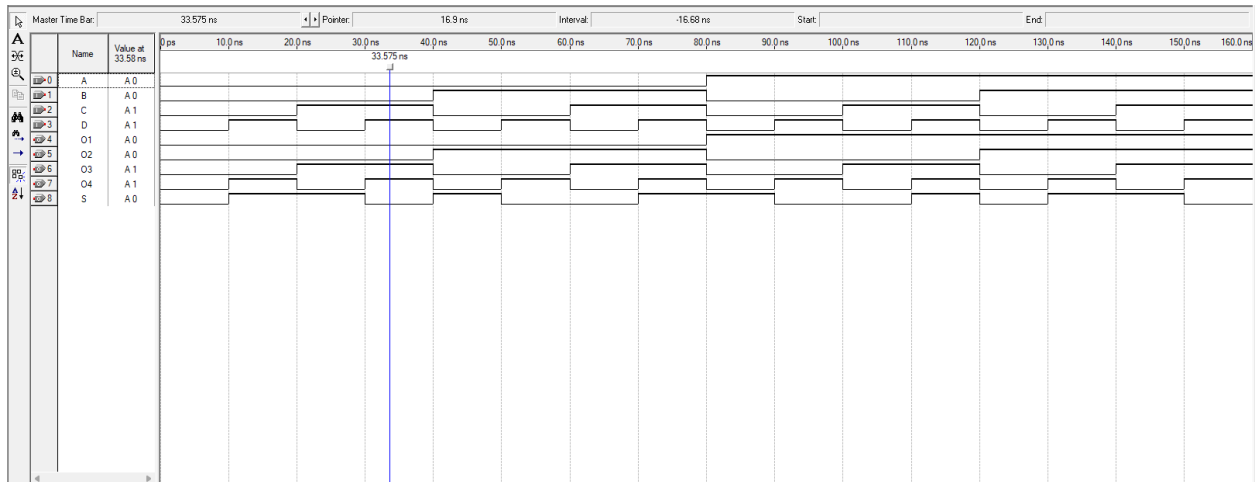 Master Time Bar: 33.575 ns Pointer: 16.9 ns Interval: -16.68 ns Start: End:
Name Value at 33.58 ns 0 ps 10.0 ns 20.0 ns 30.0 ns 40.0 ns 50.0 ns 60.0 ns 70.0 ns 80.0 ns 90.0 ns 100.0 ns 110.0 ns 120.0 ns 130.0 ns 140.0 ns 150.0 ns 160.0 ns
33.575 ns
0 A A 0
1 B A 0
2 C A 1
3 D A 1
4 O1 A 0
5 O2 A 0
6 O3 A 1
7 O4 A 1
8 S A 0